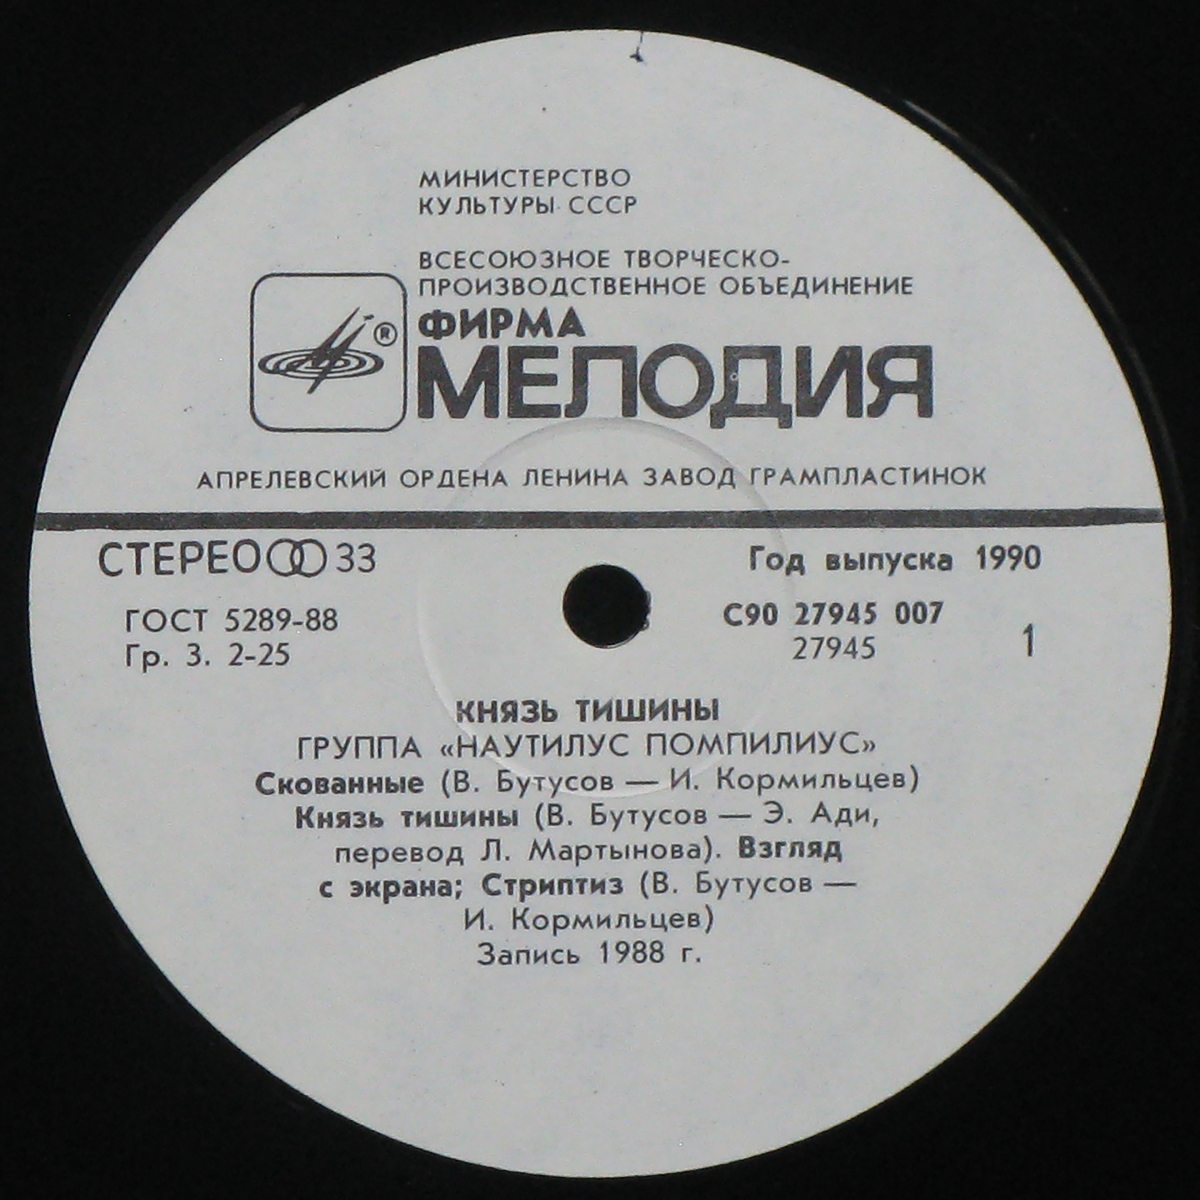 МИНИСТЕРСТВО
КУЛЬТУРЫ СССР
ВСЕСОЮЗНОЕ ТВОРЧЕСКО-
ПРОИЗВОДСТВЕННОЕ ОБЪЕДИНЕНИЕ
®
ФИРМА
МЕЛОДИЯ
АПРЕЛЕВСКИЙ ОРДЕНА ЛЕНИНА ЗАВОД ГРАМПЛАСТИНОК
СТЕРЕО 33
Год выпуска 1990
ГОСТ 5289-88
С90 27945 007
Гр. 3. 2-25
27945
1
КНЯЗЬ ТИШИНЫ
ГРУППА «НАУТИЛУС ПОМПИЛИУС»
Скованные (В. Бутусов — И. Кормильцев)
Князь тишины (В. Бутусов — Э. Ади,
перевод Л. Мартынова). Взгляд
с экрана; Стриптиз (В. Бутусов —
И. Кормильцев)
Запись 1988 г.